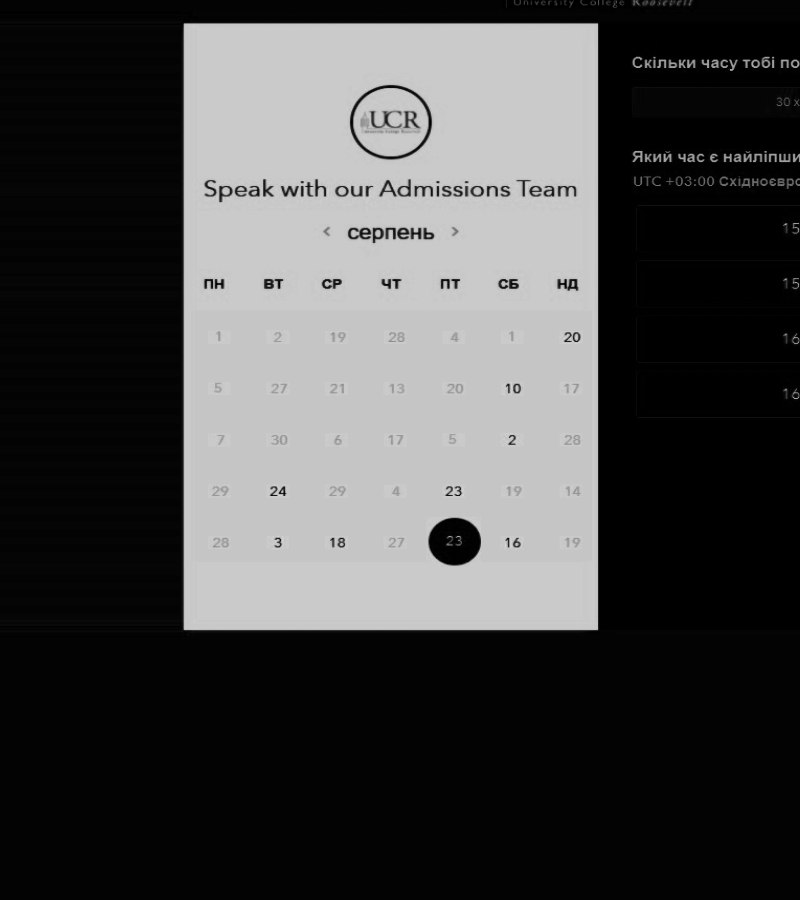 University College Roosevelt
UCR
Speak with our Admissions Team
< серпень >
ПН ВТ СР ЧТ ПТ СБ НД
1 2 19 28 4 1 20
5 27 21 13 20 10 17
7 30 6 17 5 2 28
29 24 29 4 23 19 14
28 3 18 27 23 16 19
Скільки часу тобі по
30 х
Який час є найліпши
UTC +03:00 Східноєвро
15
15
16
16